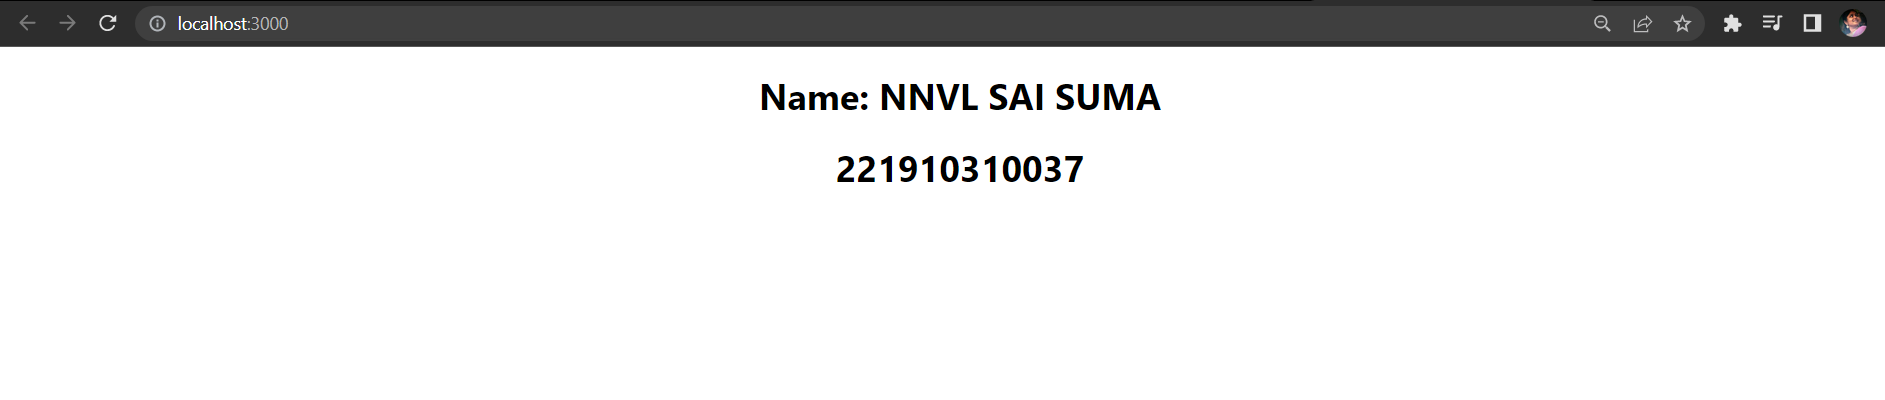 localhost:3000
Name: NNVL SAI SUMA
221910310037